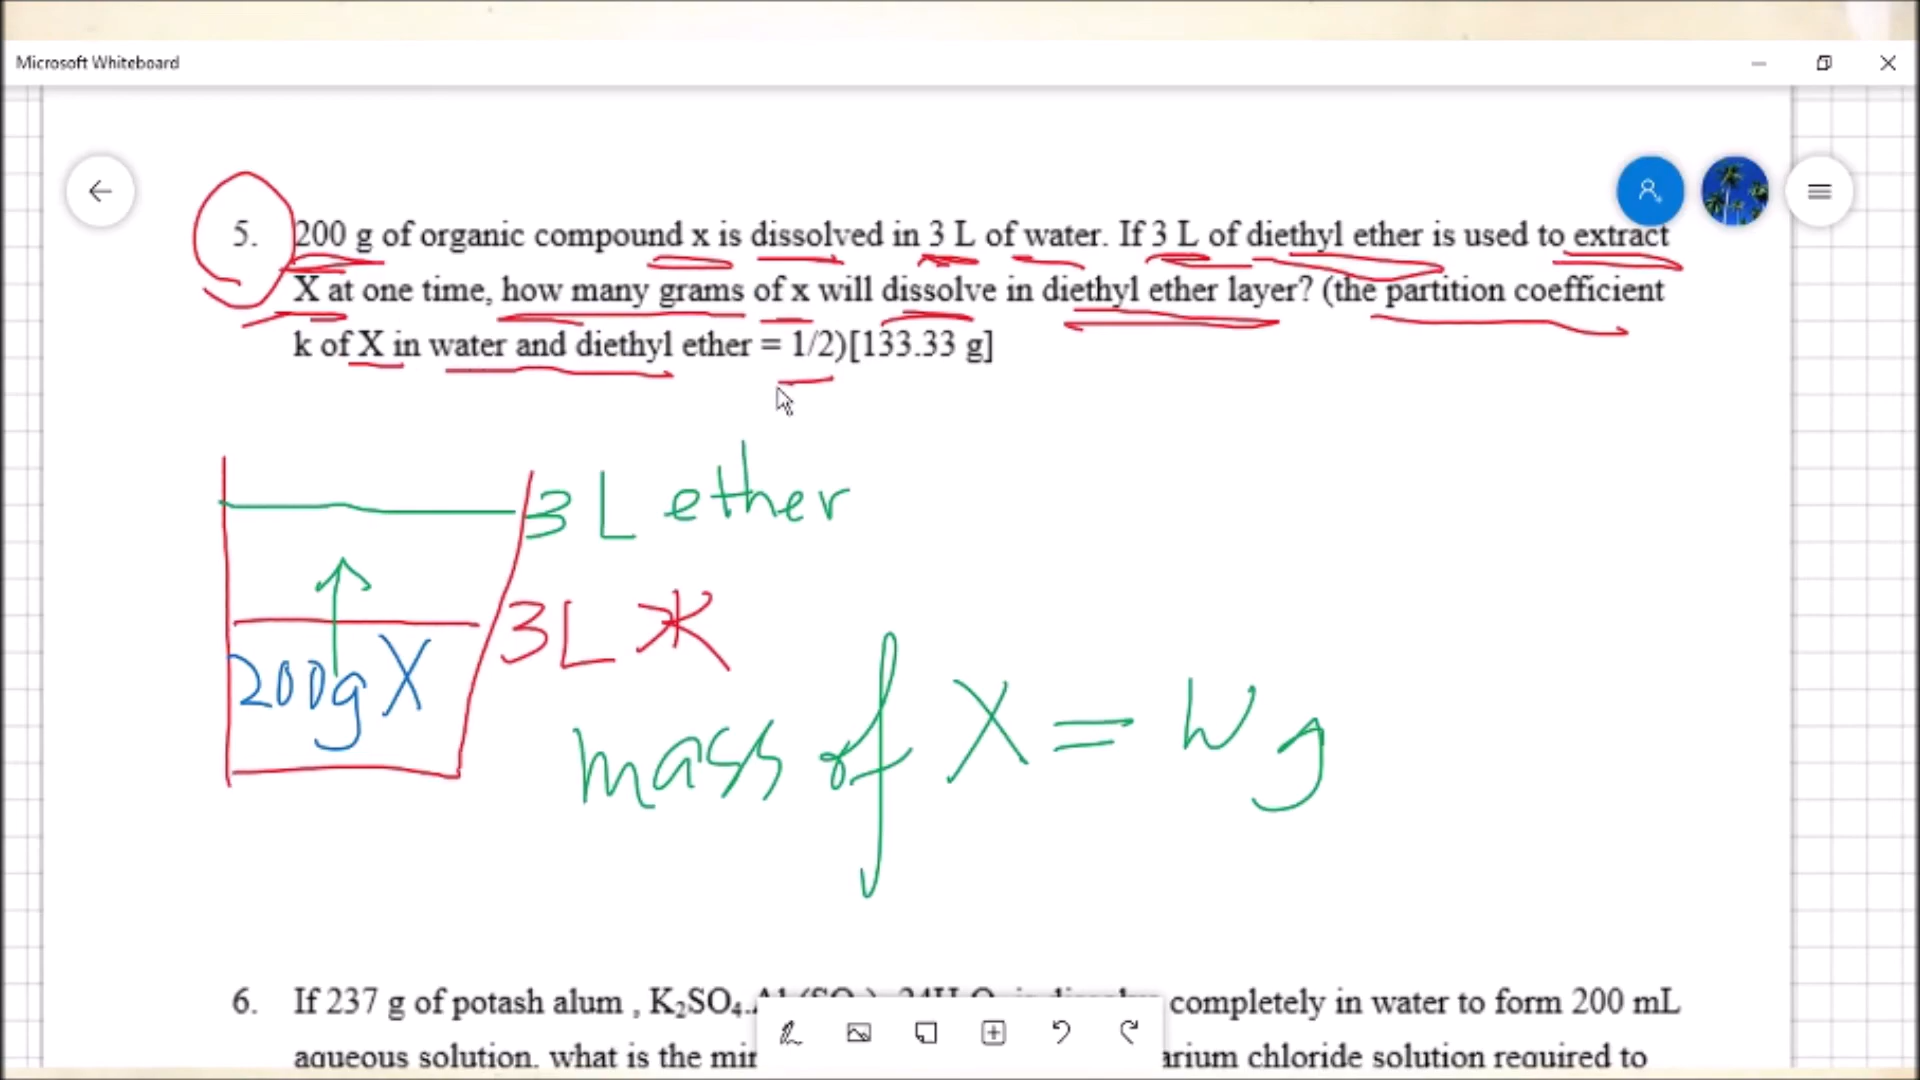 Microsoft Whiteboard
5. 200 g of organic compound x is dissolved in 3 L of water. If 3 L of diethyl ether is used to extract
X at one time, how many grams of x will dissolve in diethyl ether layer? (the partition coefficient
k of X in water and diethyl ether = 1/2)[133.33 g]
3 L ether
3L 水
200g X
mass of X = W g
6. If 237 g of potash alum , K₂SO₄. completely in water to form 200 mL
aqueous solution. what is the chloride solution required to